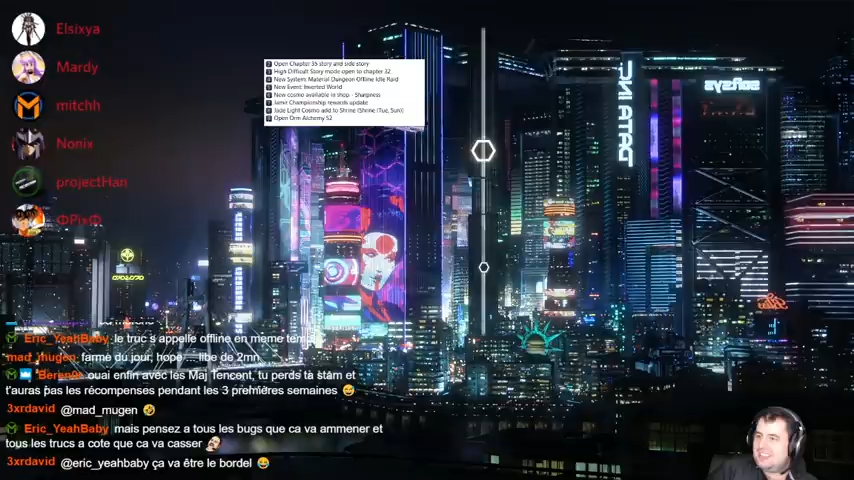 Elsixya
Mardy
mitchh
Nonix
projectHan
ΦPixΦ
Open Chapter 35 story and side story
High Difficult Story mode open to chapter 32
New System: Material Dungeon Offline Idle Raid
New Event: Inverted World
New cosmo available in shop - Sharpness
Jamir Championship rewards update
Jade Light Cosmo add to Shrine (Shrine (Tue, Sun)
Open Orm Alchemy S2
DATA INC
Eric_YeahBaby: le truc s'appelle offline en meme tem
mad_mugen: farme du jour, hope ... libe de 2mn
ouai enfin avec les Maj Tencent, tu perds ta stam et
t'auras pas les récompenses pendant les 3 premières semaines 😅
3xrdavid @mad_mugen 🤣
Eric_YeahBaby: mais pensez a tous les bugs que ca va ammener et
tous les trucs a cote que ca va casser
3xrdavid @eric_yeahbaby ça va être le bordel 😂